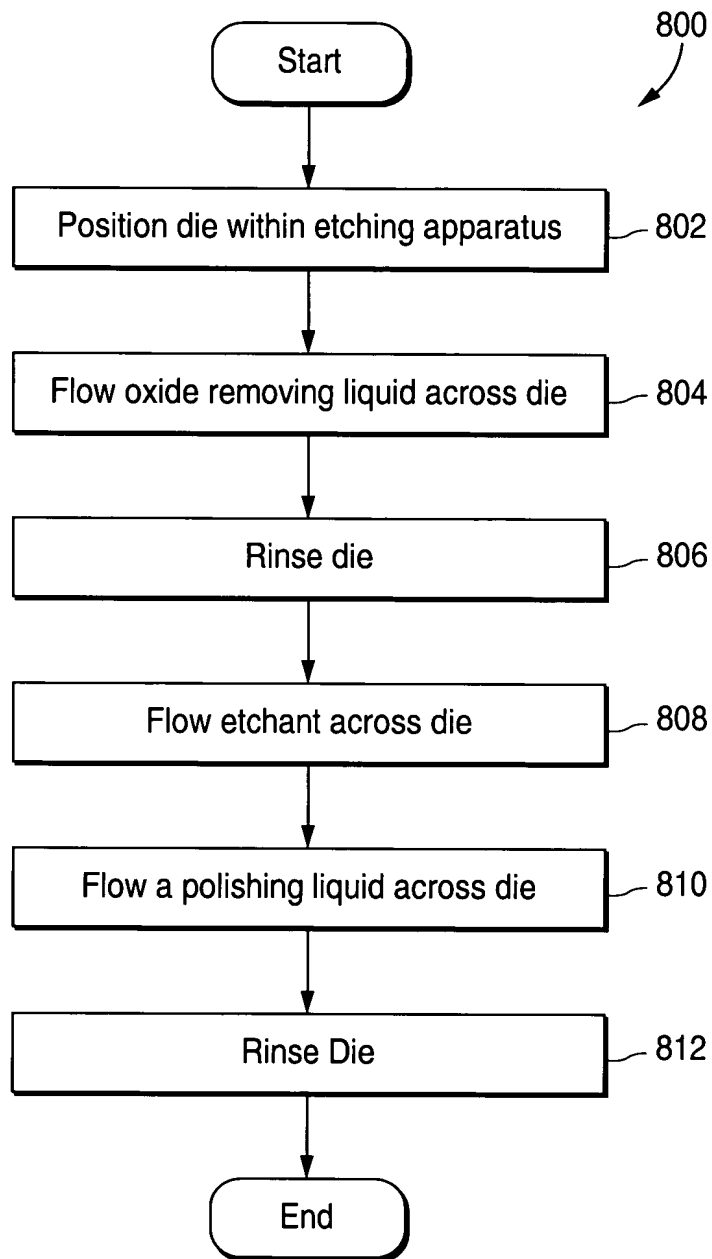 800
Start
Position die within etching apparatus 802
Flow oxide removing liquid across die 804
Rinse die 806
Flow etchant across die 808
Flow a polishing liquid across die 810
Rinse Die 812
End